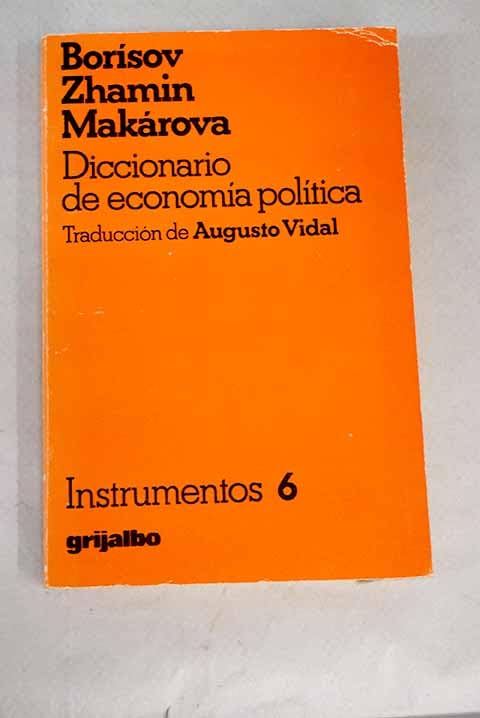 Borísov
Zhamin
Makárova
Diccionario
de economía política
Traducción de Augusto Vidal
Instrumentos 6
grijalbo